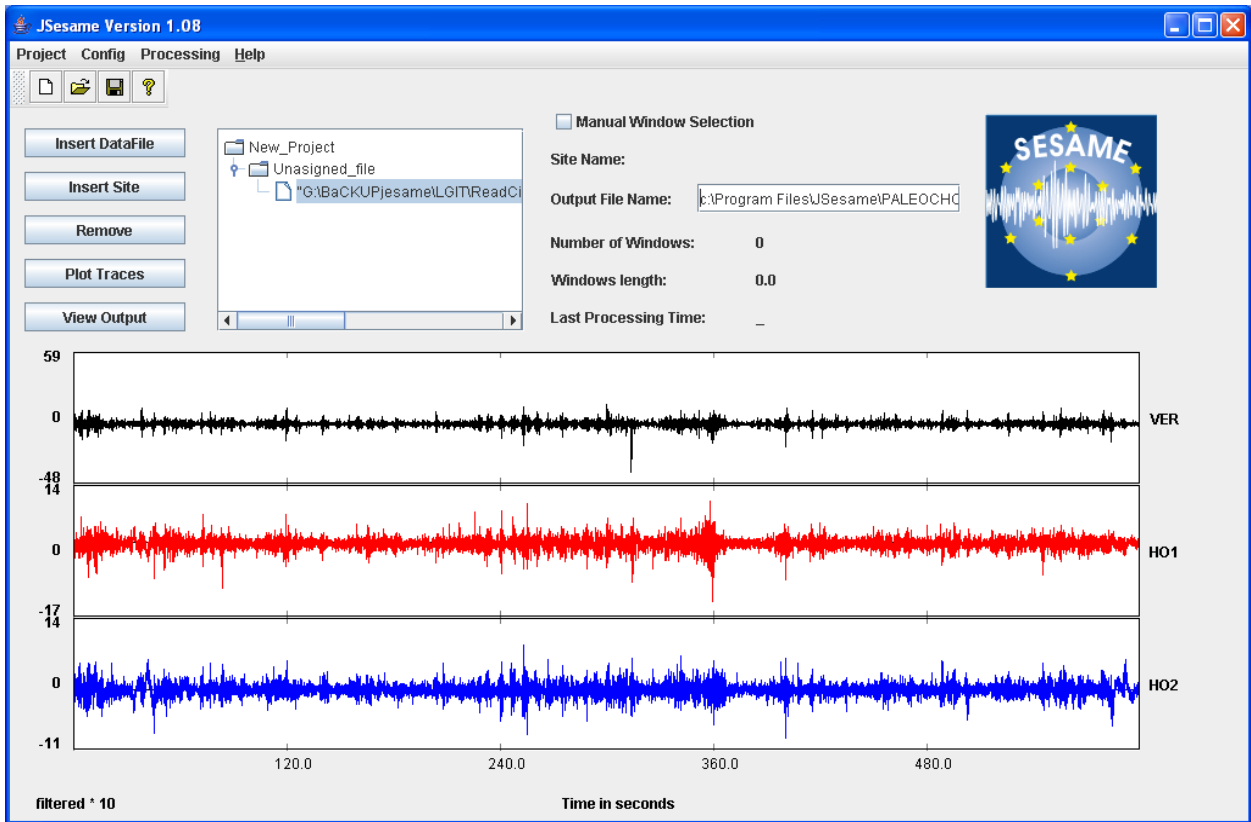 JSesame Version 1.08
Project Config Processing Help
Insert DataFile
Insert Site
Remove
Plot Traces
View Output
New_Project
Unasigned_file
"G:\BaCKUPjesame\LGIT\ReadCi
Manual Window Selection
Site Name:
Output File Name: c:\Program Files\JSesame\PALEOCHO
Number of Windows: 0
Windows length: 0.0
Last Processing Time: _
SESAME
59
0
-48
VER
14
0
-17
HO1
14
0
-11
HO2
120.0 240.0 360.0 480.0
filtered * 10 Time in seconds